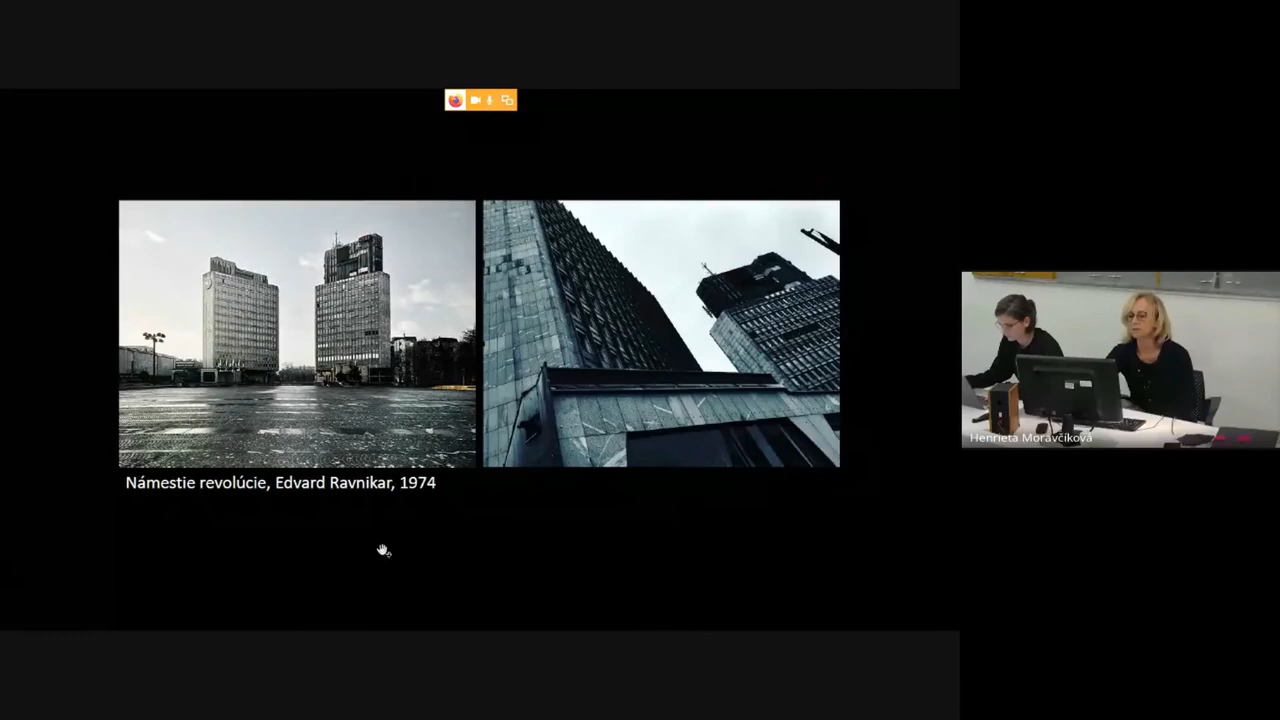 Námestie revolúcie, Edvard Ravnikar, 1974
Henrieta Moravčíková